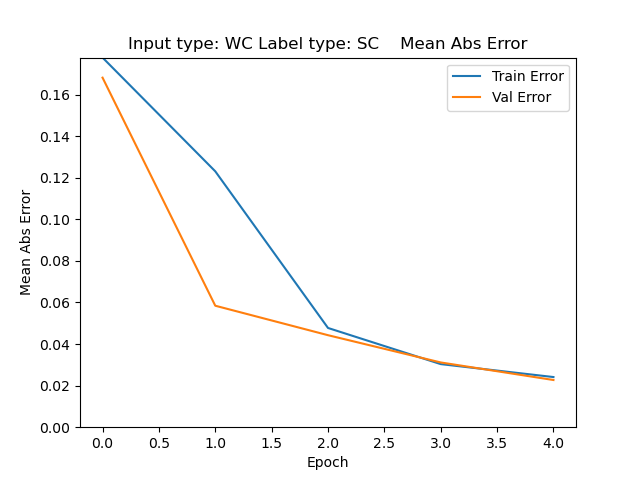 Input type: WC Label type: SC    Mean Abs Error
Train Error
Val Error
Mean Abs Error
0.16
0.14
0.12
0.10
0.08
0.06
0.04
0.02
0.00
0.0 0.5 1.0 1.5 2.0 2.5 3.0 3.5 4.0
Epoch